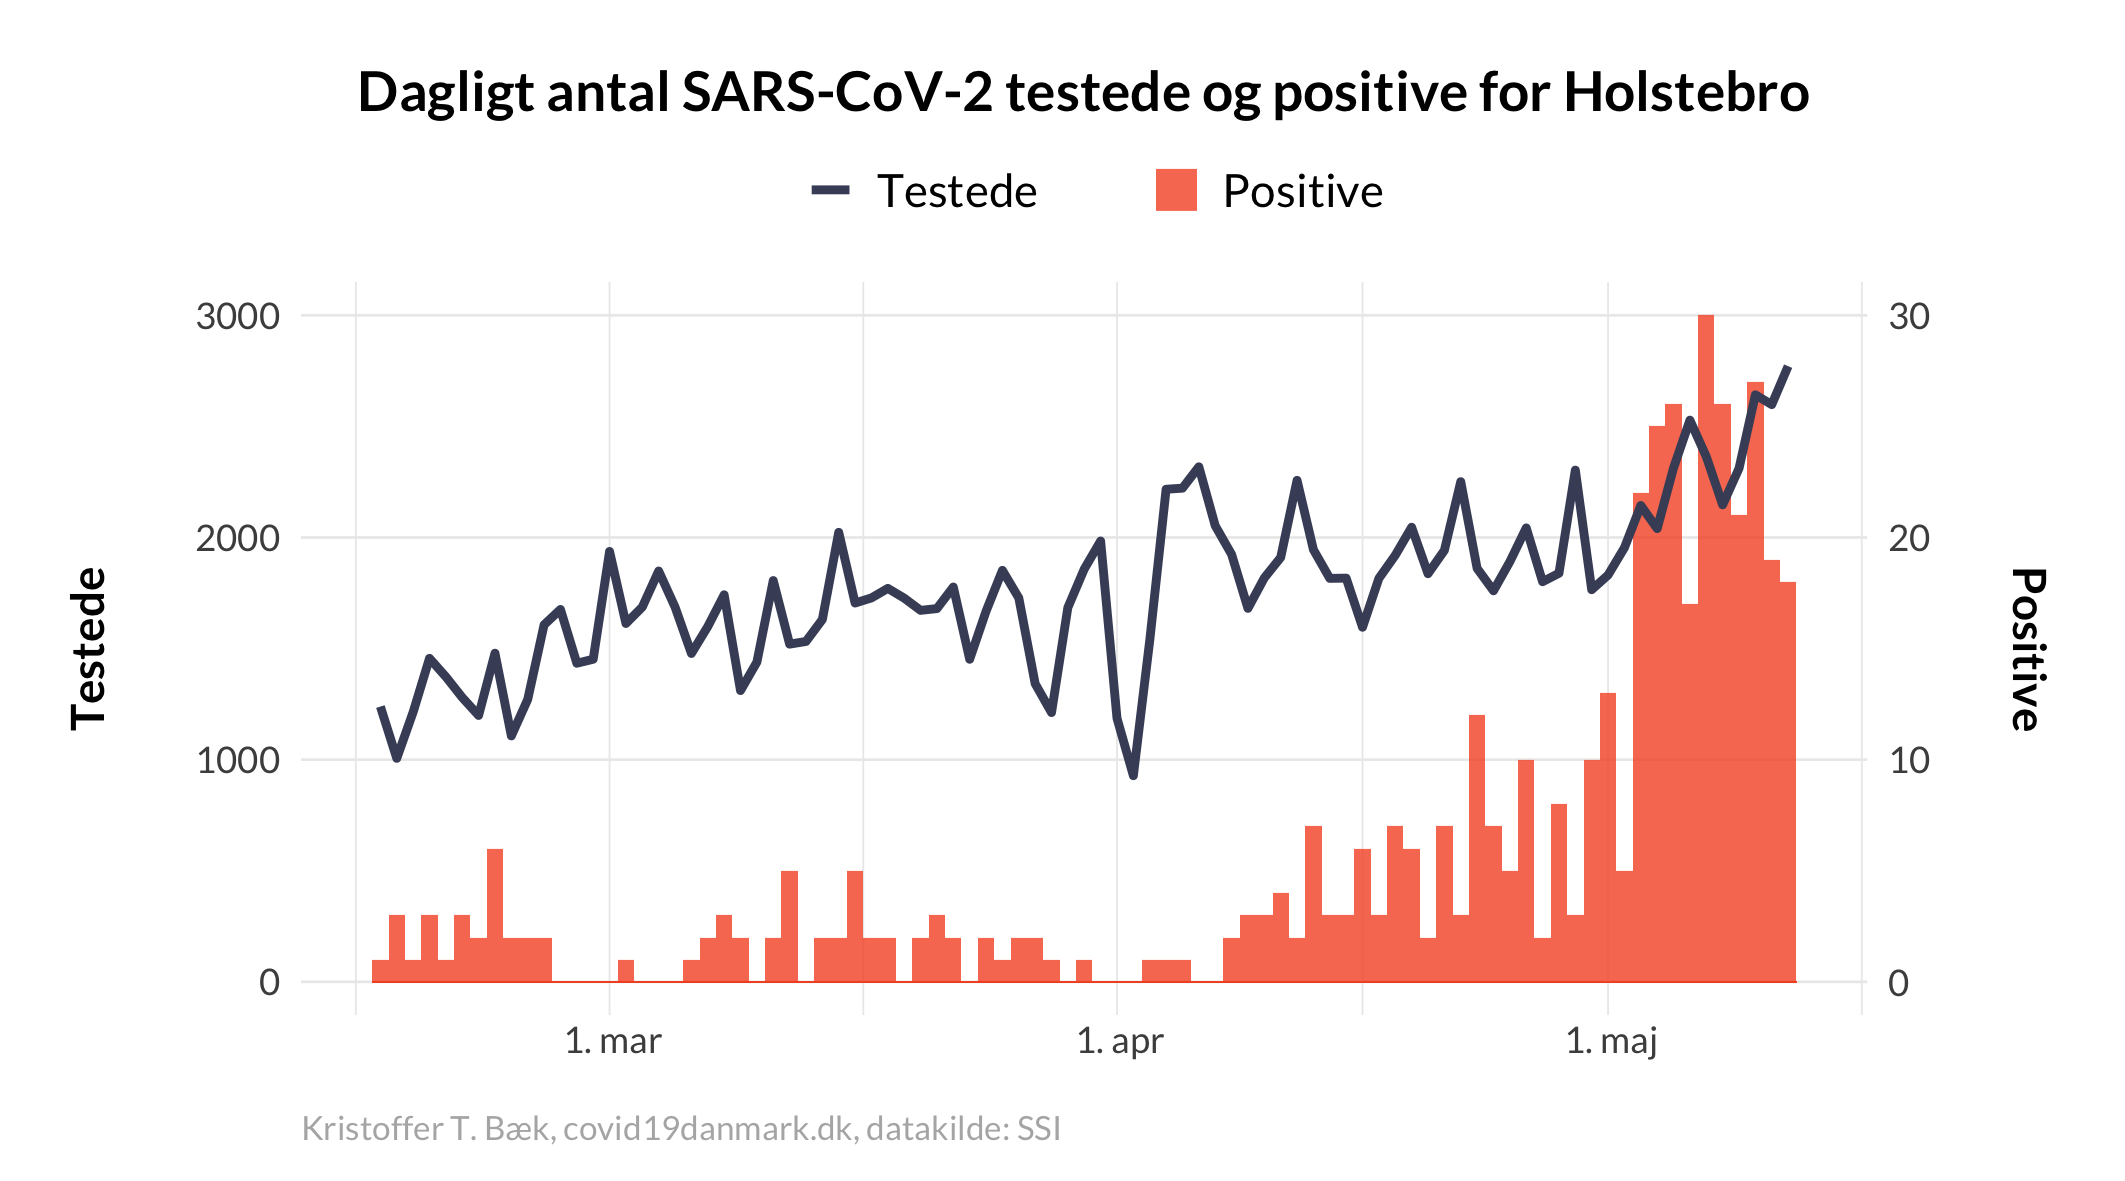 Dagligt antal SARS-CoV-2 testede og positive for Holstebro
Testede
Positive
3000
2000
1000
0
30
20
10
0
Testede
Positive
1. mar
1. apr
1. maj
Kristoffer T. Bæk, covid19danmark.dk, datakilde: SSI